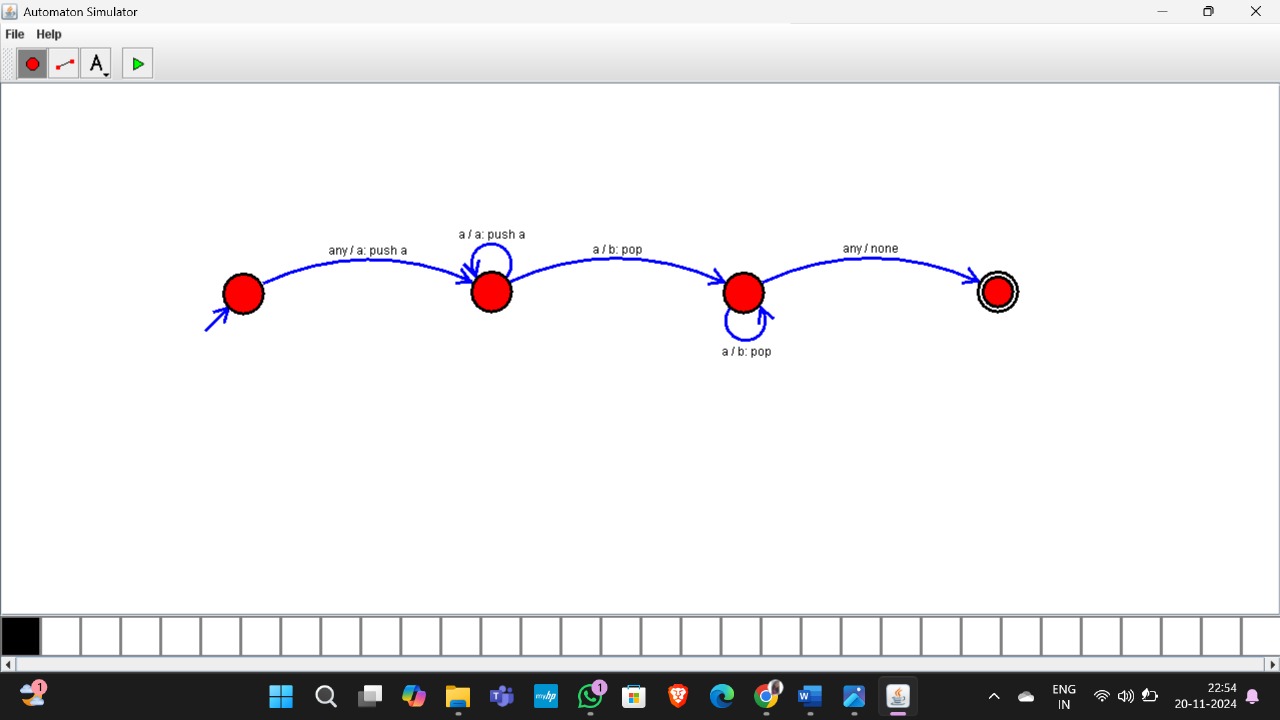 Automaton Simulator
File Help
A
a / a: push a
any / a: push a
a / b: pop
any / none
a / b: pop
1
myhp
1
ENG
IN
22:54
20-11-2024